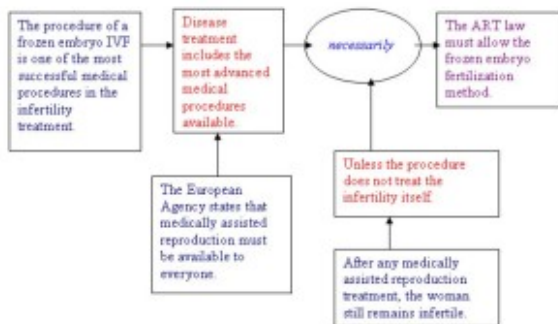 The procedure of a
frozen embryo IVF
is one of the most
successful medical
procedures in the
infertility
treatment.
Disease
treatment
includes the
most advanced
medical
procedures
available.
necessarily
The ART law
must allow the
frozen embryo
fertilization
method.
The European
Agency states that
medically assisted
reproduction must
be available to
everyone.
Unless the procedure
does not treat the
infertility itself.
After any medically
assisted reproduction
treatment, the woman
still remains infertile.